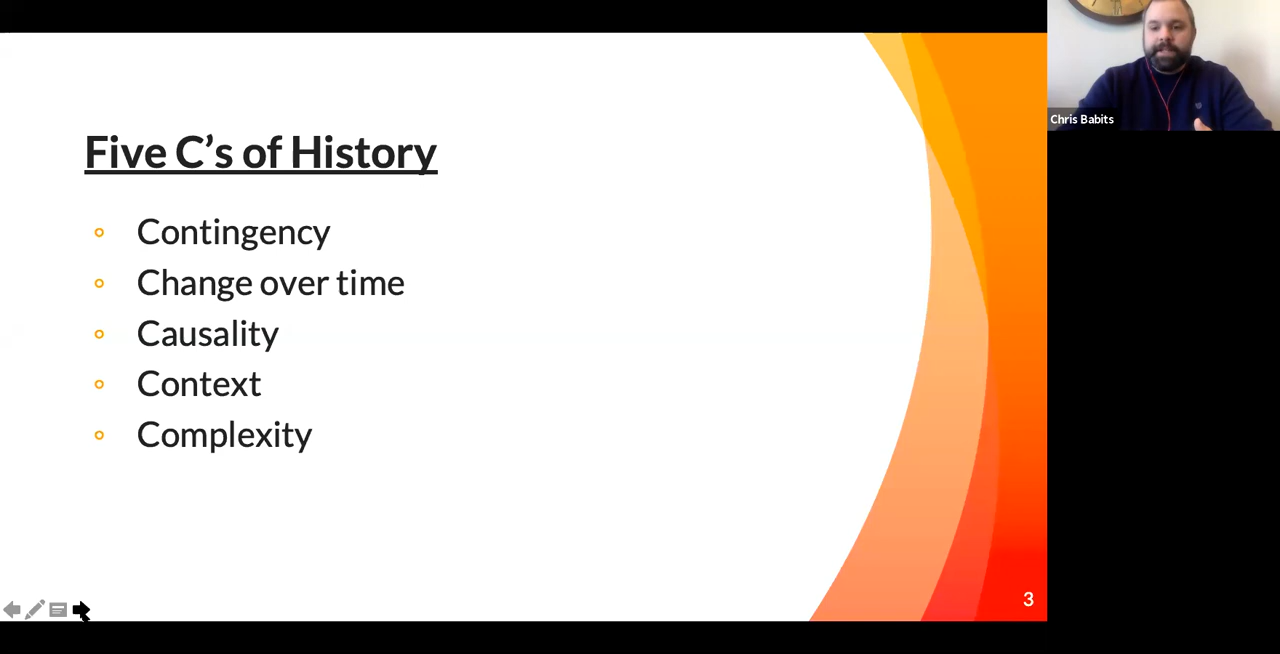 Five C’s of History
Contingency
Change over time
Causality
Context
Complexity
3
Chris Babits